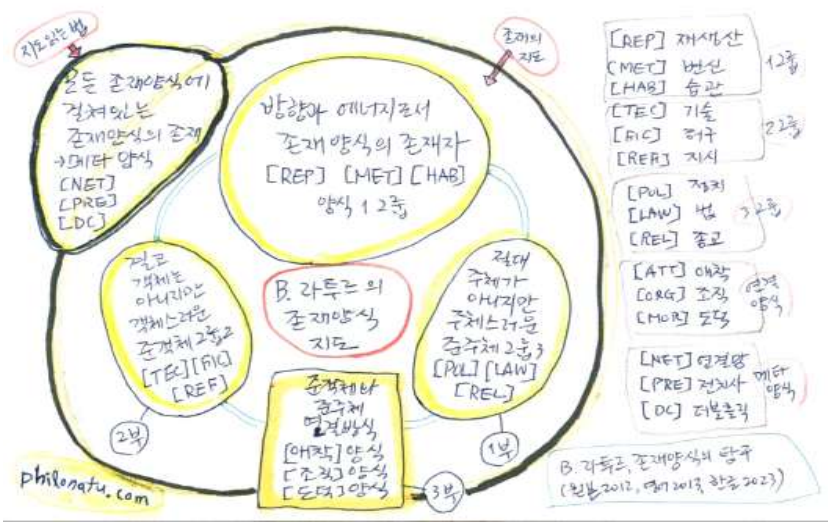 지도읽는 법
모든 존재양식에
걸쳐있는
존재양식의 존재
→메타 양식
[NET]
[PRE]
[DC]
존재의
지도
방향과 에너지로서
존재양식의 존재자
[REP] [MET] [HAB]
양식 1 그룹
결코
객체는
아니지만
객체스러운
준객체 그룹2
[TEC] [FIC]
[REF]
2부
B. 라투르의
존재양식
지도
절대
주체가
아니지만
주체스러운
준주체 그룹3
[POL] [LAW]
[REL]
1부
준객체와
준주체
연결방식
[애착] 양식
[조직] 양식
[도덕] 양식
3부
philonatu.com
[REP] 재생산
[MET] 변신
[HAB] 습관
1그룹
[TEC] 기술
[FIC] 허구
[REF] 지식
2그룹
[POL] 정치
[LAW] 법
[REL] 종교
3그룹
[ATT] 애착
[ORG] 조직
[MOR] 도덕
연결
양식
[NET] 연결망
[PRE] 전치사
[DC] 더블클릭
메타
양식
B. 라투르, 존재양식의 탐구
(원본 2012, 영어 2013, 한글 2023)